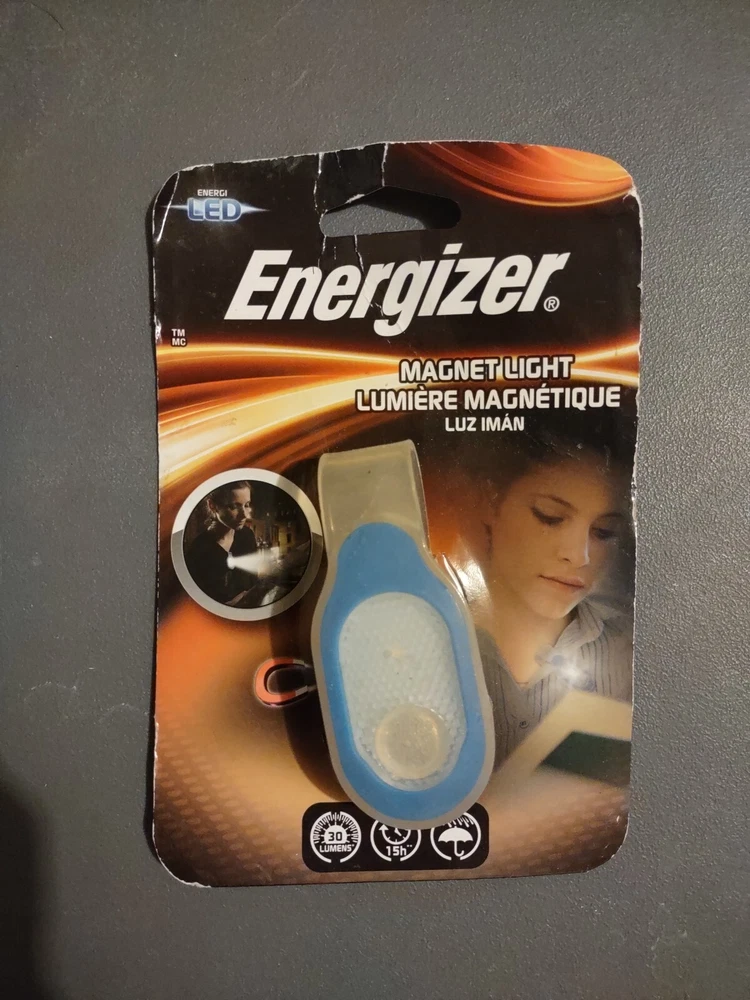 ENERGI
LED
Energizer®
TM
MC
MAGNET LIGHT
LUMIÈRE MAGNÉTIQUE
LUZ IMÁN
30
LUMENS*
15h**